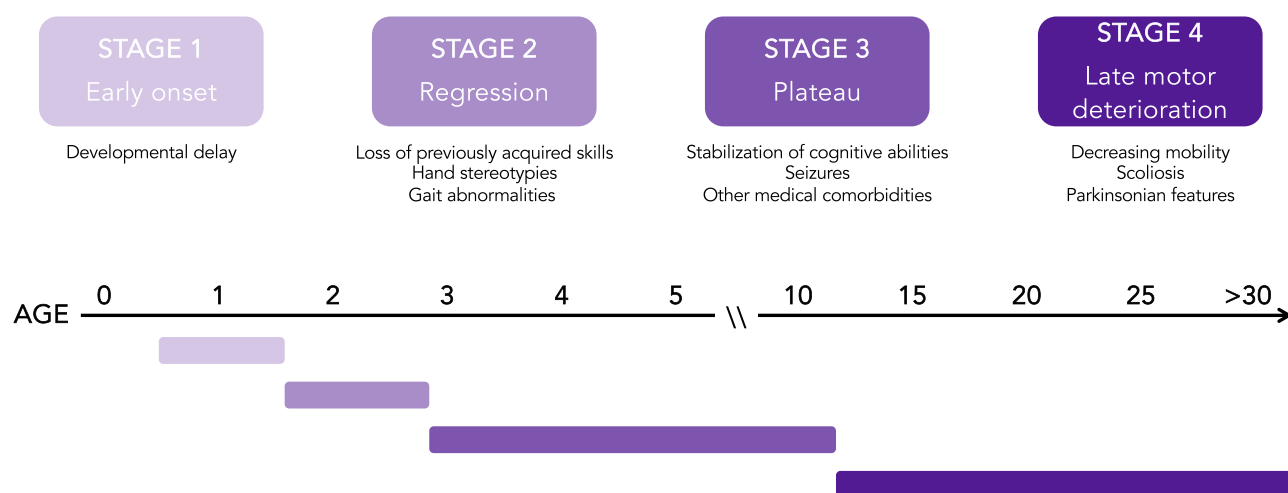 STAGE 1
Early onset
Developmental delay
STAGE 2
Regression
Loss of previously acquired skills
Hand stereotypies
Gait abnormalities
STAGE 3
Plateau
Stabilization of cognitive abilities
Seizures
Other medical comorbidities
STAGE 4
Late motor
deterioration
Decreasing mobility
Scoliosis
Parkinsonian features
AGE 0 1 2 3 4 5 \\ 10 15 20 25 >30